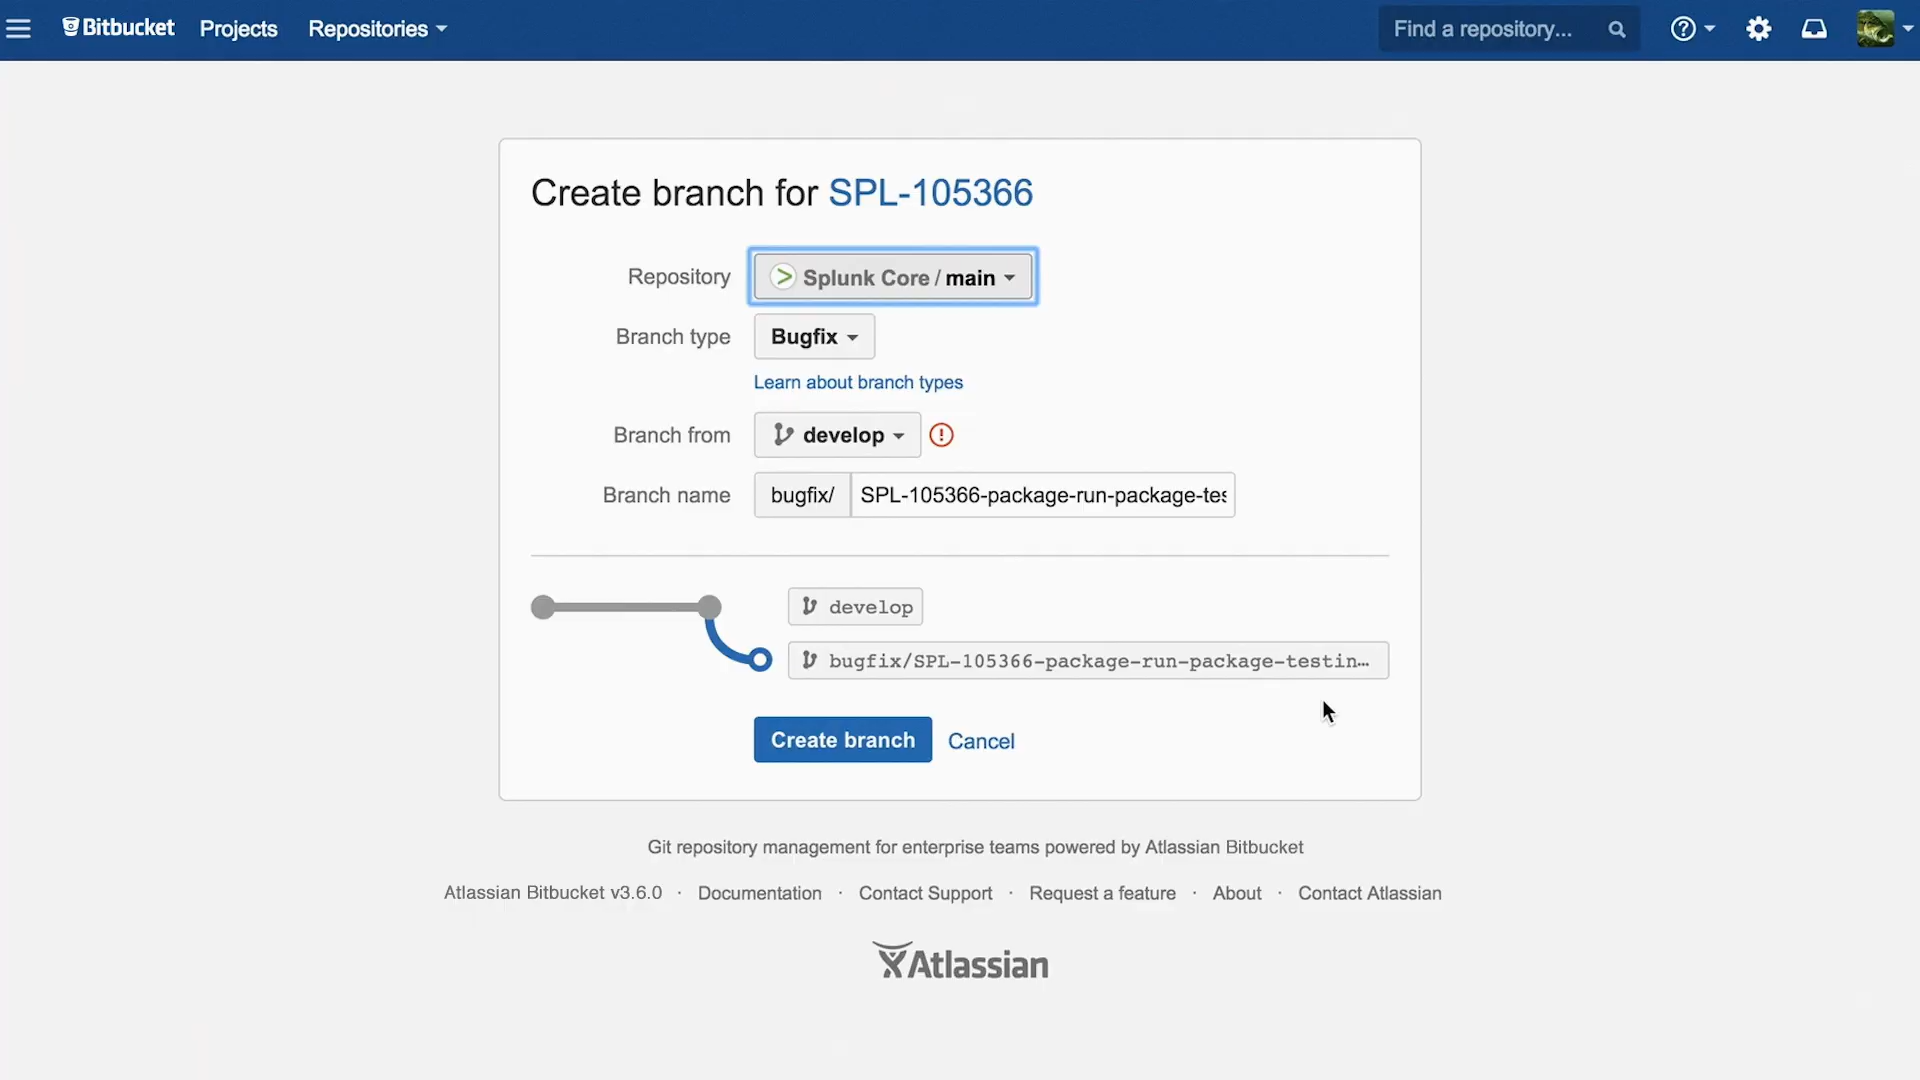 Bitbucket Projects Repositories Find a repository...
Create branch for SPL-105366
Repository Splunk Core / main
Branch type Bugfix
Learn about branch types
Branch from develop
Branch name bugfix/ SPL-105366-package-run-package-tes
develop
bugfix/SPL-105366-package-run-package-testin…
Create branch Cancel
Git repository management for enterprise teams powered by Atlassian Bitbucket
Atlassian Bitbucket v3.6.0 · Documentation · Contact Support · Request a feature · About · Contact Atlassian
Atlassian